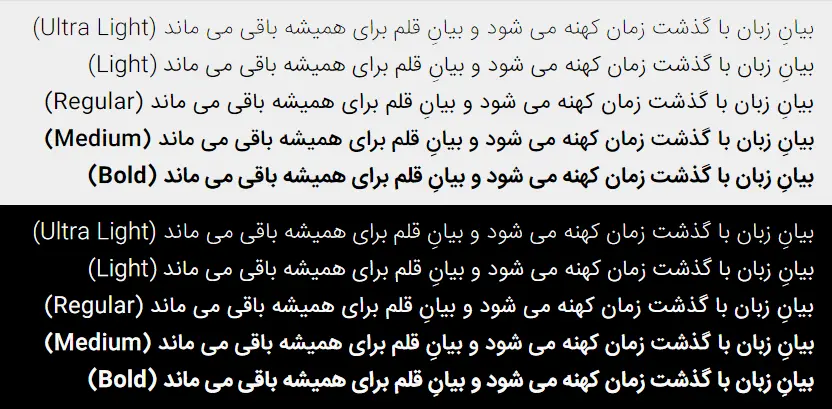 بیانِ زبان با گذشت زمان کهنه می شود و بیانِ قلم برای همیشه باقی می ماند (Ultra Light)
بیانِ زبان با گذشت زمان کهنه می شود و بیانِ قلم برای همیشه باقی می ماند (Light)
بیانِ زبان با گذشت زمان کهنه می شود و بیانِ قلم برای همیشه باقی می ماند (Regular)
بیانِ زبان با گذشت زمان کهنه می شود و بیانِ قلم برای همیشه باقی می ماند (Medium)
بیانِ زبان با گذشت زمان کهنه می شود و بیانِ قلم برای همیشه باقی می ماند (Bold)
بیانِ زبان با گذشت زمان کهنه می شود و بیانِ قلم برای همیشه باقی می ماند (Ultra Light)
بیانِ زبان با گذشت زمان کهنه می شود و بیانِ قلم برای همیشه باقی می ماند (Light)
بیانِ زبان با گذشت زمان کهنه می شود و بیانِ قلم برای همیشه باقی می ماند (Regular)
بیانِ زبان با گذشت زمان کهنه می شود و بیانِ قلم برای همیشه باقی می ماند (Medium)
بیانِ زبان با گذشت زمان کهنه می شود و بیانِ قلم برای همیشه باقی می ماند (Bold)